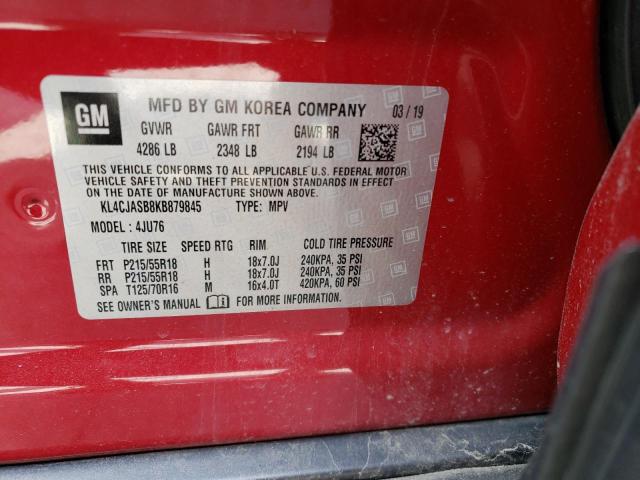 GM
MFD BY GM KOREA COMPANY 03 / 19
GVWR GAWR FRT GAWR RR
4286 LB 2348 LB 2194 LB
THIS VEHICLE CONFORMS TO ALL APPLICABLE U.S. FEDERAL MOTOR
VEHICLE SAFETY, BUMPER, AND THEFT PREVENTION STANDARDS IN EFFECT
ON THE DATE OF MANUFACTURE SHOWN ABOVE.
KL4CJASB8KB879845 TYPE: MPV
MODEL : 4JU76
TIRE SIZE SPEED RTG RIM COLD TIRE PRESSURE
FRT P215/55R18 H 18x7.0J 240KPA, 35 PSI
RR P215/55R18 H 18x7.0J 240KPA, 35 PSI
SPA T125/70R16 M 16x4.0T 420KPA, 60 PSI
SEE OWNER'S MANUAL FOR MORE INFORMATION.